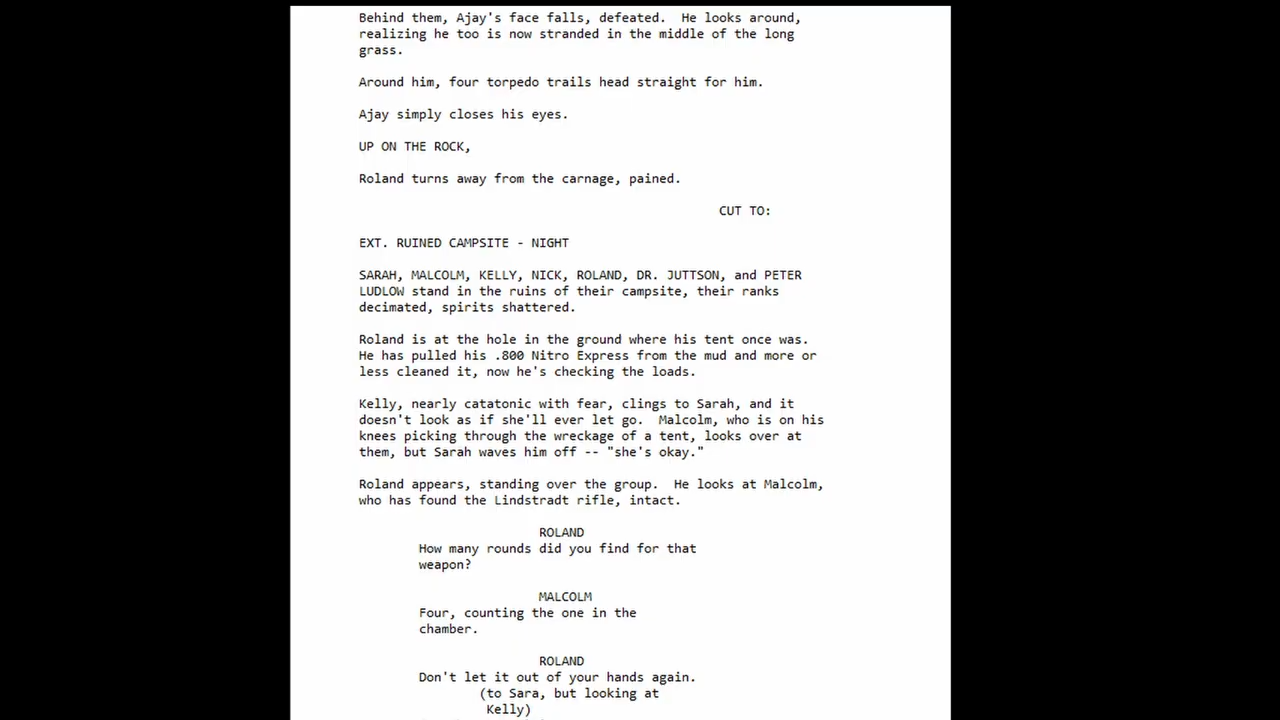 Behind them, Ajay's face falls, defeated.  He looks around,
realizing he too is now stranded in the middle of the long
grass.
Around him, four torpedo trails head straight for him.
Ajay simply closes his eyes.
UP ON THE ROCK,
Roland turns away from the carnage, pained.
CUT TO:
EXT. RUINED CAMPSITE - NIGHT
SARAH, MALCOLM, KELLY, NICK, ROLAND, DR. JUTTSON, and PETER
LUDLOW stand in the ruins of their campsite, their ranks
decimated, spirits shattered.
Roland is at the hole in the ground where his tent once was.
He has pulled his .800 Nitro Express from the mud and more or
less cleaned it, now he's checking the loads.
Kelly, nearly catatonic with fear, clings to Sarah, and it
doesn't look as if she'll ever let go.  Malcolm, who is on his
knees picking through the wreckage of a tent, looks over at
them, but Sarah waves him off -- "she's okay."
Roland appears, standing over the group.  He looks at Malcolm,
who has found the Lindstradt rifle, intact.
ROLAND
How many rounds did you find for that
weapon?
MALCOLM
Four, counting the one in the
chamber.
ROLAND
Don't let it out of your hands again.
(to Sara, but looking at
Kelly)